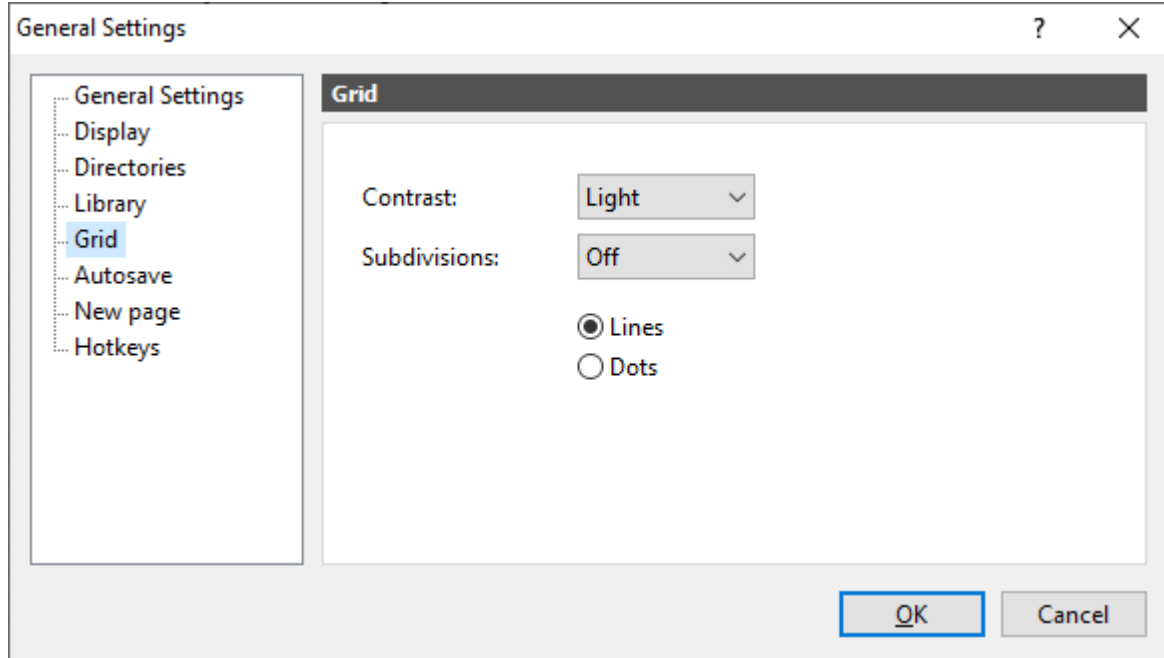 General Settings
?
General Settings
Display
Directories
Library
Grid
Autosave
New page
Hotkeys
Grid
Contrast: Light
Subdivisions: Off
Lines
Dots
OK Cancel